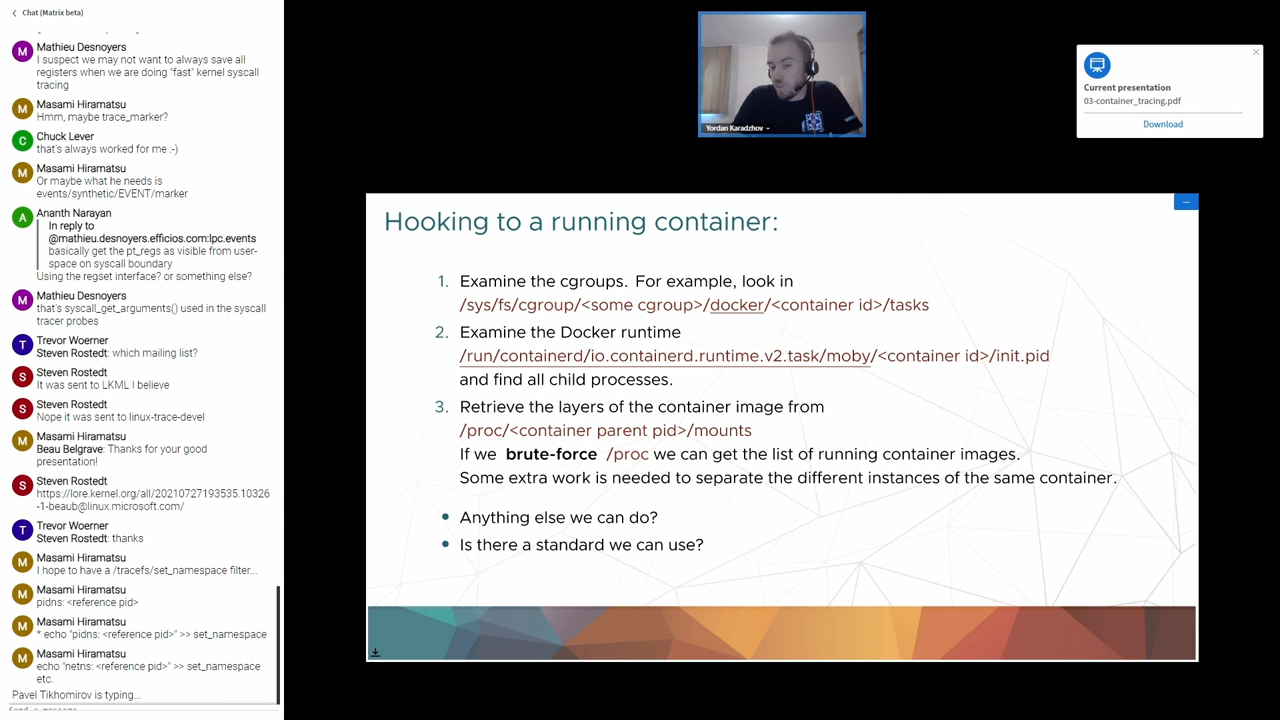 Chat (Matrix beta)
Mathieu Desnoyers
I suspect we may not want to always save all
registers when we are doing "fast" kernel syscall
tracing
Masami Hiramatsu
Hmm, maybe trace_marker?
Chuck Lever
that's always worked for me :-)
Masami Hiramatsu
Or maybe what he needs is
events/synthetic/EVENT/marker
Ananth Narayan
In reply to
@mathieu.desnoyers.efficios.com:lpc.events
basically get the pt_regs as visible from user-
space on syscall boundary
Using the regset interface? or something else?
Mathieu Desnoyers
that's syscall_get_arguments() used in the syscall
tracer probes
Trevor Woerner
Steven Rostedt: which mailing list?
Steven Rostedt
It was sent to LKML I believe
Steven Rostedt
Nope it was sent to linux-trace-devel
Masami Hiramatsu
Beau Belgrave: Thanks for your good
presentation!
Steven Rostedt
https://lore.kernel.org/all/20210727193535.10326
-1-beaub@linux.microsoft.com/
Trevor Woerner
Steven Rostedt: thanks
Masami Hiramatsu
I hope to have a /tracefs/set_namespace filter...
Masami Hiramatsu
pidns: <reference pid>
Masami Hiramatsu
* echo "pidns: <reference pid>" >> set_namespace
Masami Hiramatsu
echo "netns: <reference pid>" >> set_namespace
etc.
Pavel Tikhomirov is typing...
M
M
C
M
A
M
T
S
S
M
S
T
M
M
M
M
Yordan Karadzhov
Current presentation
03-container_tracing.pdf
Download
Hooking to a running container:
1. Examine the cgroups. For example, look in
/sys/fs/cgroup/<some cgroup>/docker/<container id>/tasks
2. Examine the Docker runtime
/run/containerd/io.containerd.runtime.v2.task/moby/<container id>/init.pid
and find all child processes.
3. Retrieve the layers of the container image from
/proc/<container parent pid>/mounts
If we brute-force /proc we can get the list of running container images.
Some extra work is needed to separate the different instances of the same container.
• Anything else we can do?
• Is there a standard we can use?